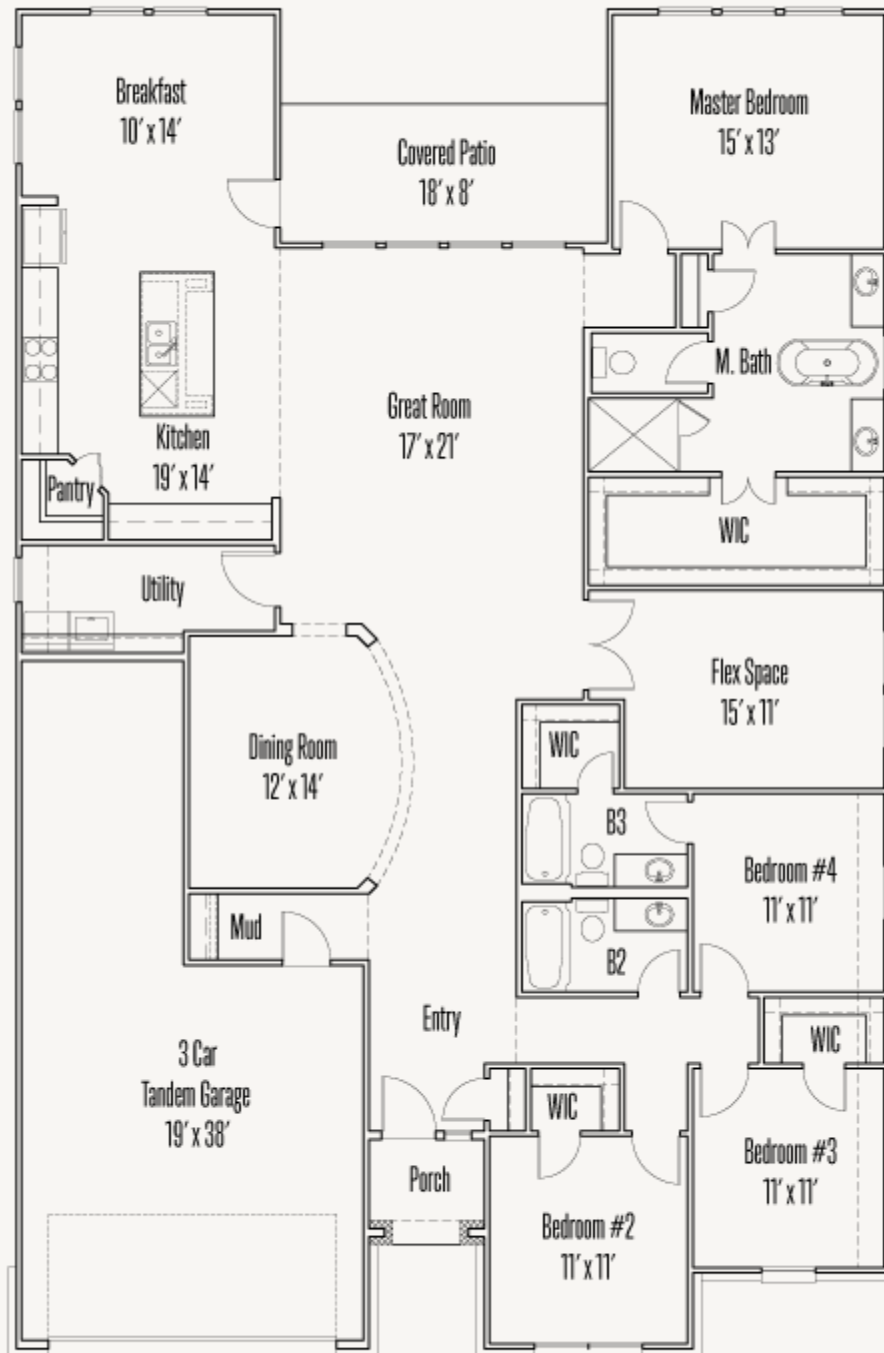 Breakfast
10' x 14'
Master Bedroom
15' x 13'
Covered Patio
18' x 8'
M. Bath
Great Room
17' x 21'
Kitchen
19' x 14'
Pantry
WIC
Utility
Flex Space
15' x 11'
WIC
Dining Room
12' x 14'
B3
Bedroom #4
11' x 11'
Mud
B2
Entry
WIC
3 Car
Tandem Garage
19' x 38'
WIC
Bedroom #3
11' x 11'
Porch
Bedroom #2
11' x 11'